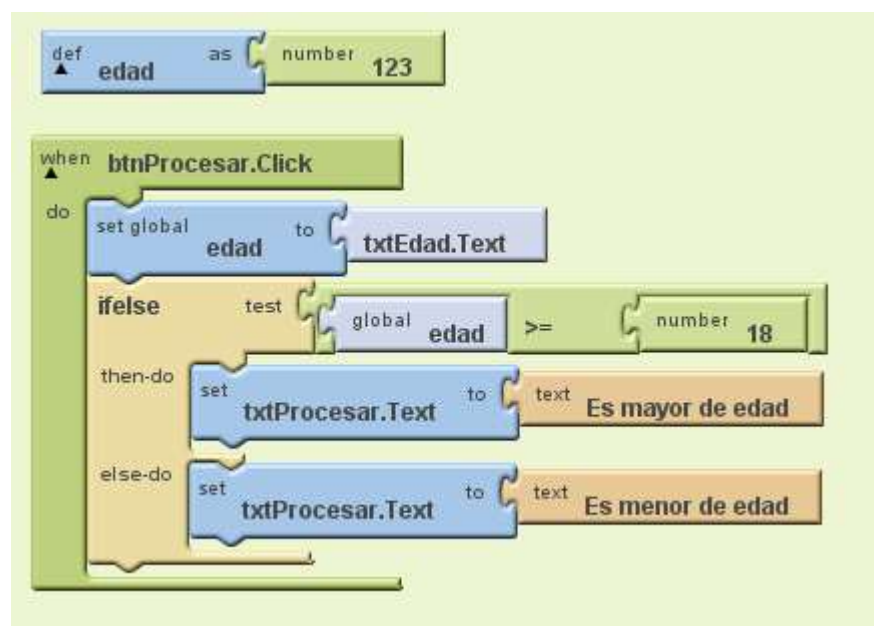 def edad as number 123
when btnProcesar.Click
do
set global edad to txtEdad.Text
ifelse test global edad >= number 18
then-do set txtProcesar.Text to text Es mayor de edad
else-do set txtProcesar.Text to text Es menor de edad